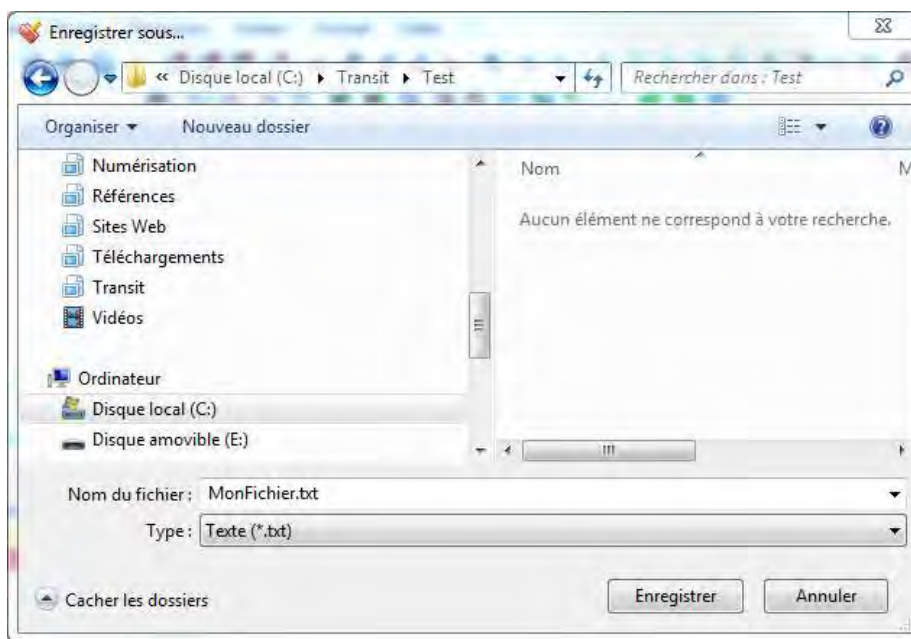 Enregistrer sous...
« Disque local (C:) Transit Test
Rechercher dans : Test
Organiser Nouveau dossier
Numérisation
Références
Sites Web
Téléchargements
Transit
Vidéos
Ordinateur
Disque local (C:)
Disque amovible (E:)
Nom M
Aucun élément ne correspond à votre recherche.
Nom du fichier : MonFichier.txt
Type : Texte (*.txt)
Cacher les dossiers
Enregistrer Annuler